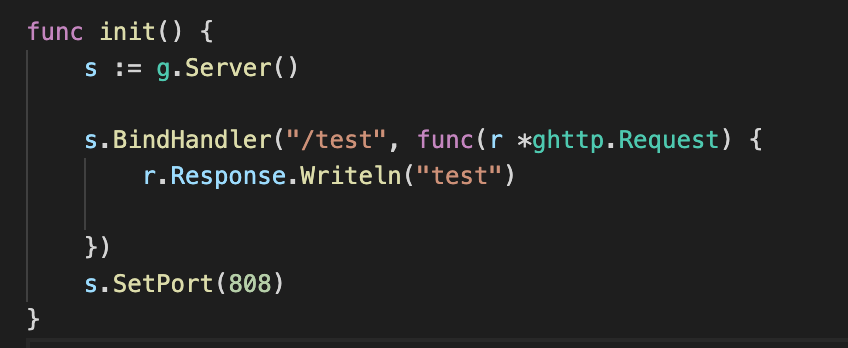 func init() {
    s := g.Server()
    s.BindHandler("/test", func(r *ghttp.Request) {
        r.Response.Writeln("test")
    })
    s.SetPort(808)
}